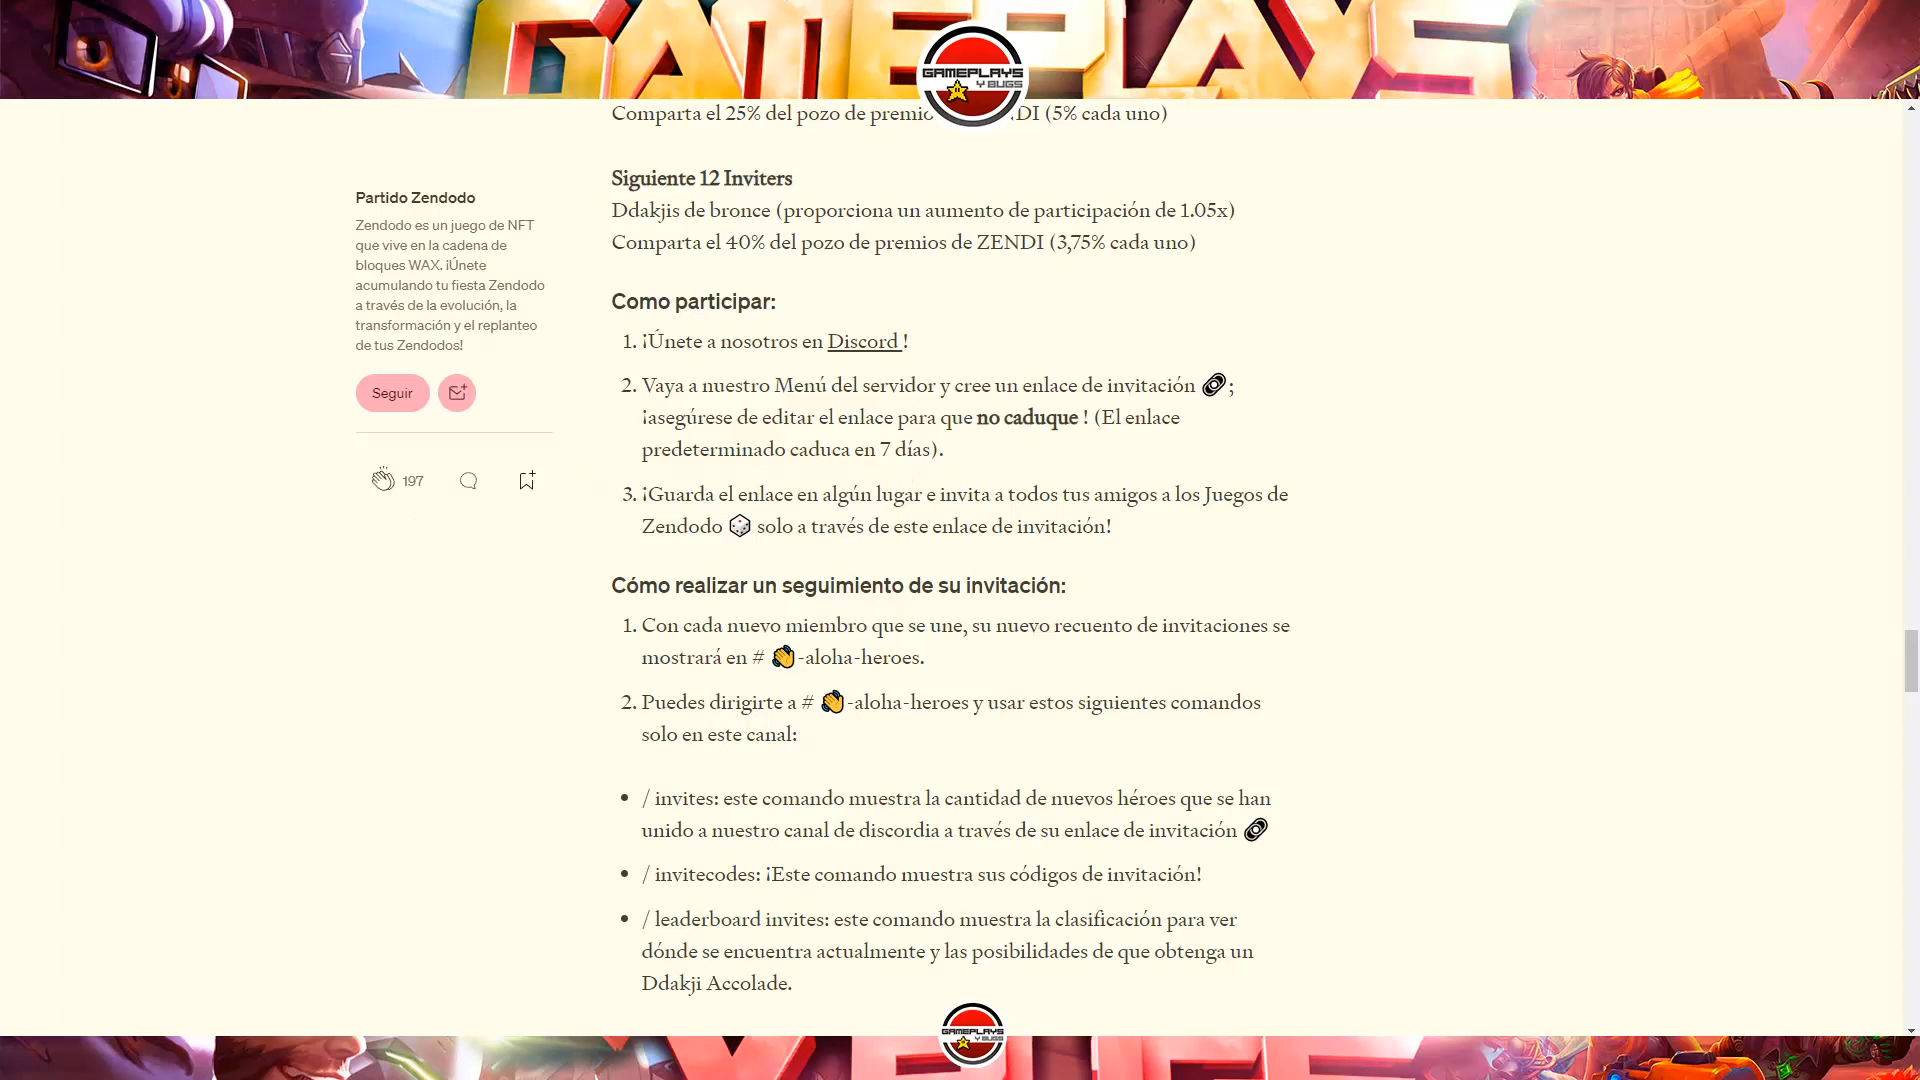 GAMEPLAYS
GAMEPLAYS
Y BUGS
Comparta el 25% del pozo de premio DI (5% cada uno)
Siguiente 12 Inviters
Ddakjis de bronce (proporciona un aumento de participación de 1.05x)
Comparta el 40% del pozo de premios de ZENDI (3,75% cada uno)
Partido Zendodo
Zendodo es un juego de NFT
que vive en la cadena de
bloques WAX. ¡Únete
acumulando tu fiesta Zendodo
a través de la evolución, la
transformación y el replanteo
de tus Zendodos!
Seguir
197
Como participar:
1. ¡Únete a nosotros en Discord !
2. Vaya a nuestro Menú del servidor y cree un enlace de invitación ;
¡asegúrese de editar el enlace para que no caduque ! (El enlace
predeterminado caduca en 7 días).
3. ¡Guarda el enlace en algún lugar e invita a todos tus amigos a los Juegos de
Zendodo solo a través de este enlace de invitación!
Cómo realizar un seguimiento de su invitación:
1. Con cada nuevo miembro que se une, su nuevo recuento de invitaciones se
mostrará en # -aloha-heroes.
2. Puedes dirigirte a # -aloha-heroes y usar estos siguientes comandos
solo en este canal:
• / invites: este comando muestra la cantidad de nuevos héroes que se han
unido a nuestro canal de discordia a través de su enlace de invitación
• / invitecodes: ¡Este comando muestra sus códigos de invitación!
• / leaderboard invites: este comando muestra la clasificación para ver
dónde se encuentra actualmente y las posibilidades de que obtenga un
Ddakji Accolade.
GAMEPLAYS
Y BUGS